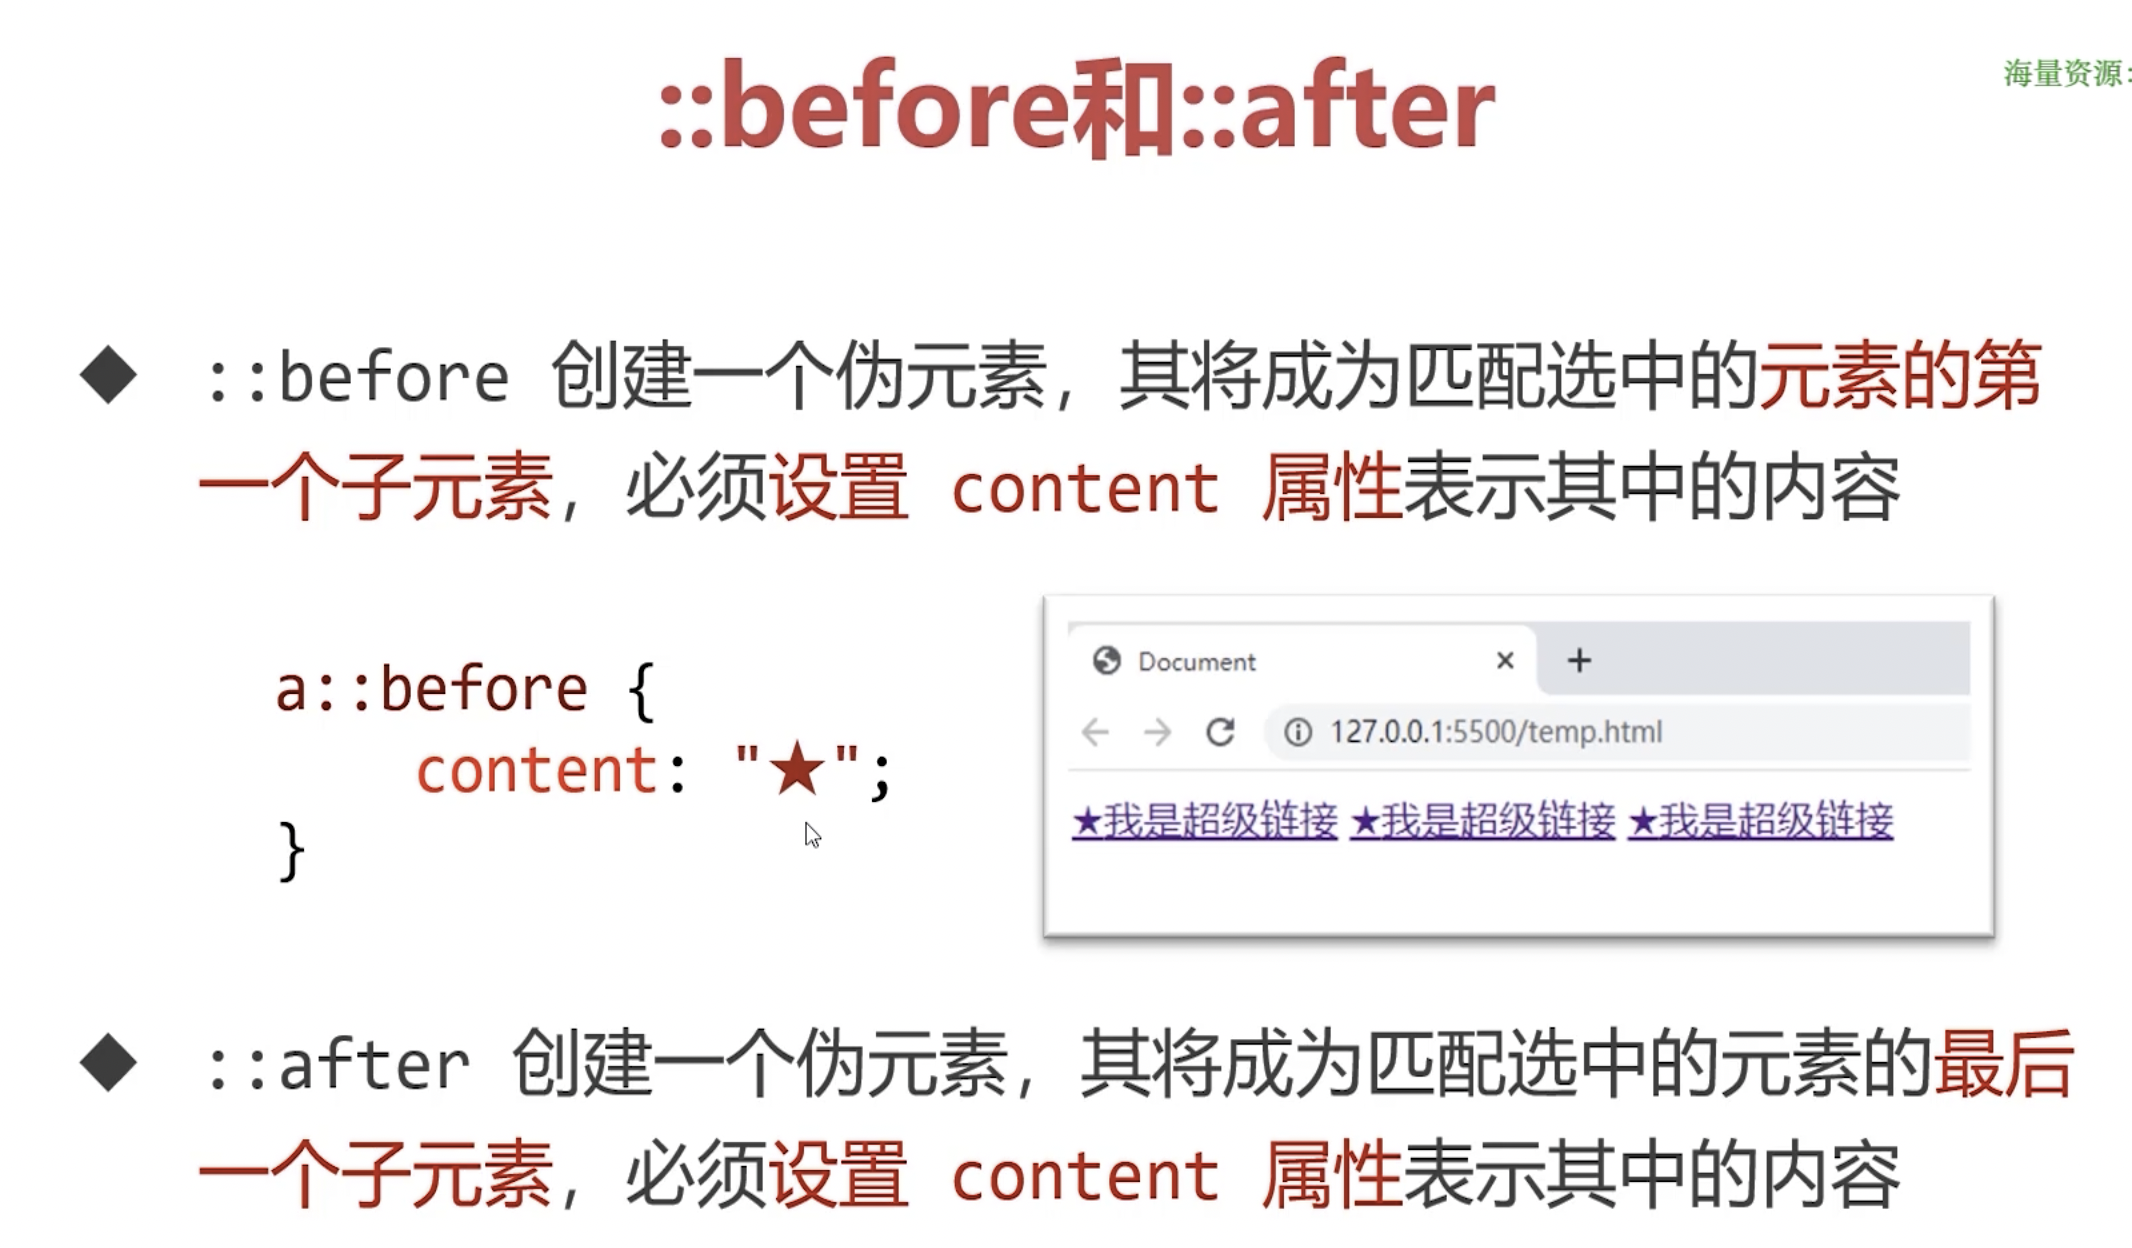 ::before和::after
海量资源：
◆ ::before 创建一个伪元素，其将成为匹配选中的元素的第
一个子元素，必须设置 content 属性表示其中的内容
a::before {
content: "★";
}
Document
127.0.0.1:5500/temp.html
★我是超级链接 ★我是超级链接 ★我是超级链接
◆ ::after 创建一个伪元素，其将成为匹配选中的元素的最后
一个子元素，必须设置 content 属性表示其中的内容